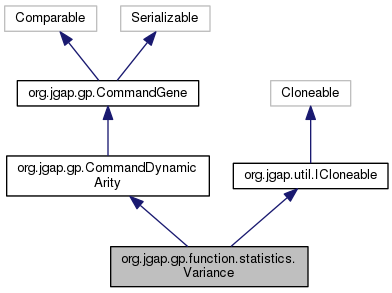 Comparable
Serializable
org.jgap.gp.CommandGene
Cloneable
org.jgap.gp.CommandDynamic
Arity
org.jgap.util.ICloneable
org.jgap.gp.function.statistics.
Variance